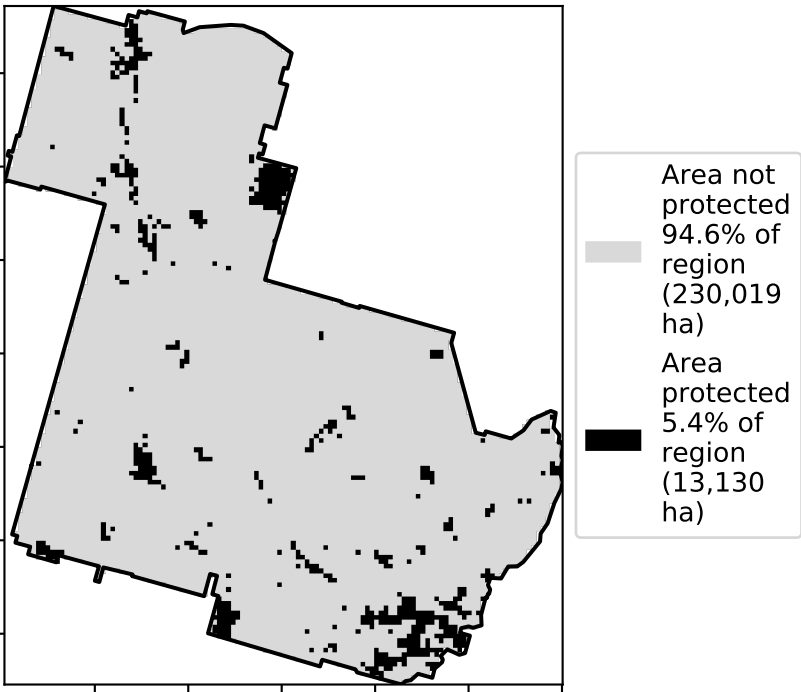 Area not
protected
94.6% of
region
(230,019
ha)
Area
protected
5.4% of
region
(13,130
ha)